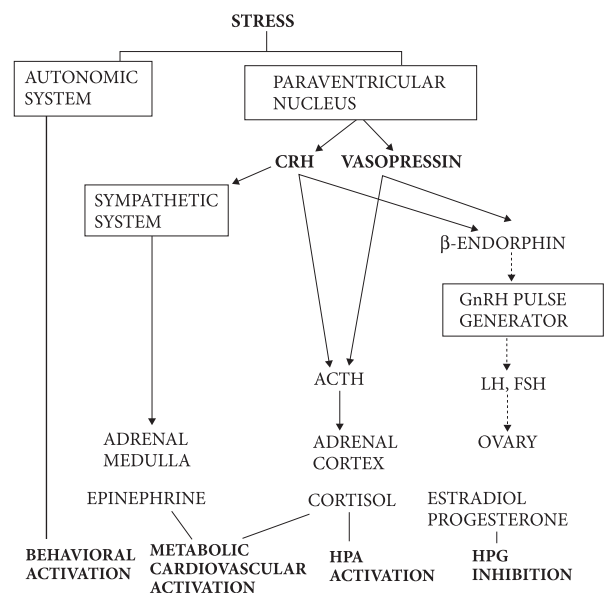 STRESS
AUTONOMIC
SYSTEM
PARAVENTRICULAR
NUCLEUS
CRH
VASOPRESSIN
SYMPATHETIC
SYSTEM
β-ENDORPHIN
GnRH PULSE
GENERATOR
ACTH
LH, FSH
ADRENAL
MEDULLA
ADRENAL
CORTEX
OVARY
EPINEPHRINE
CORTISOL
ESTRADIOL
PROGESTERONE
BEHAVIORAL
ACTIVATION
METABOLIC
CARDIOVASCULAR
ACTIVATION
HPA
ACTIVATION
HPG
INHIBITION